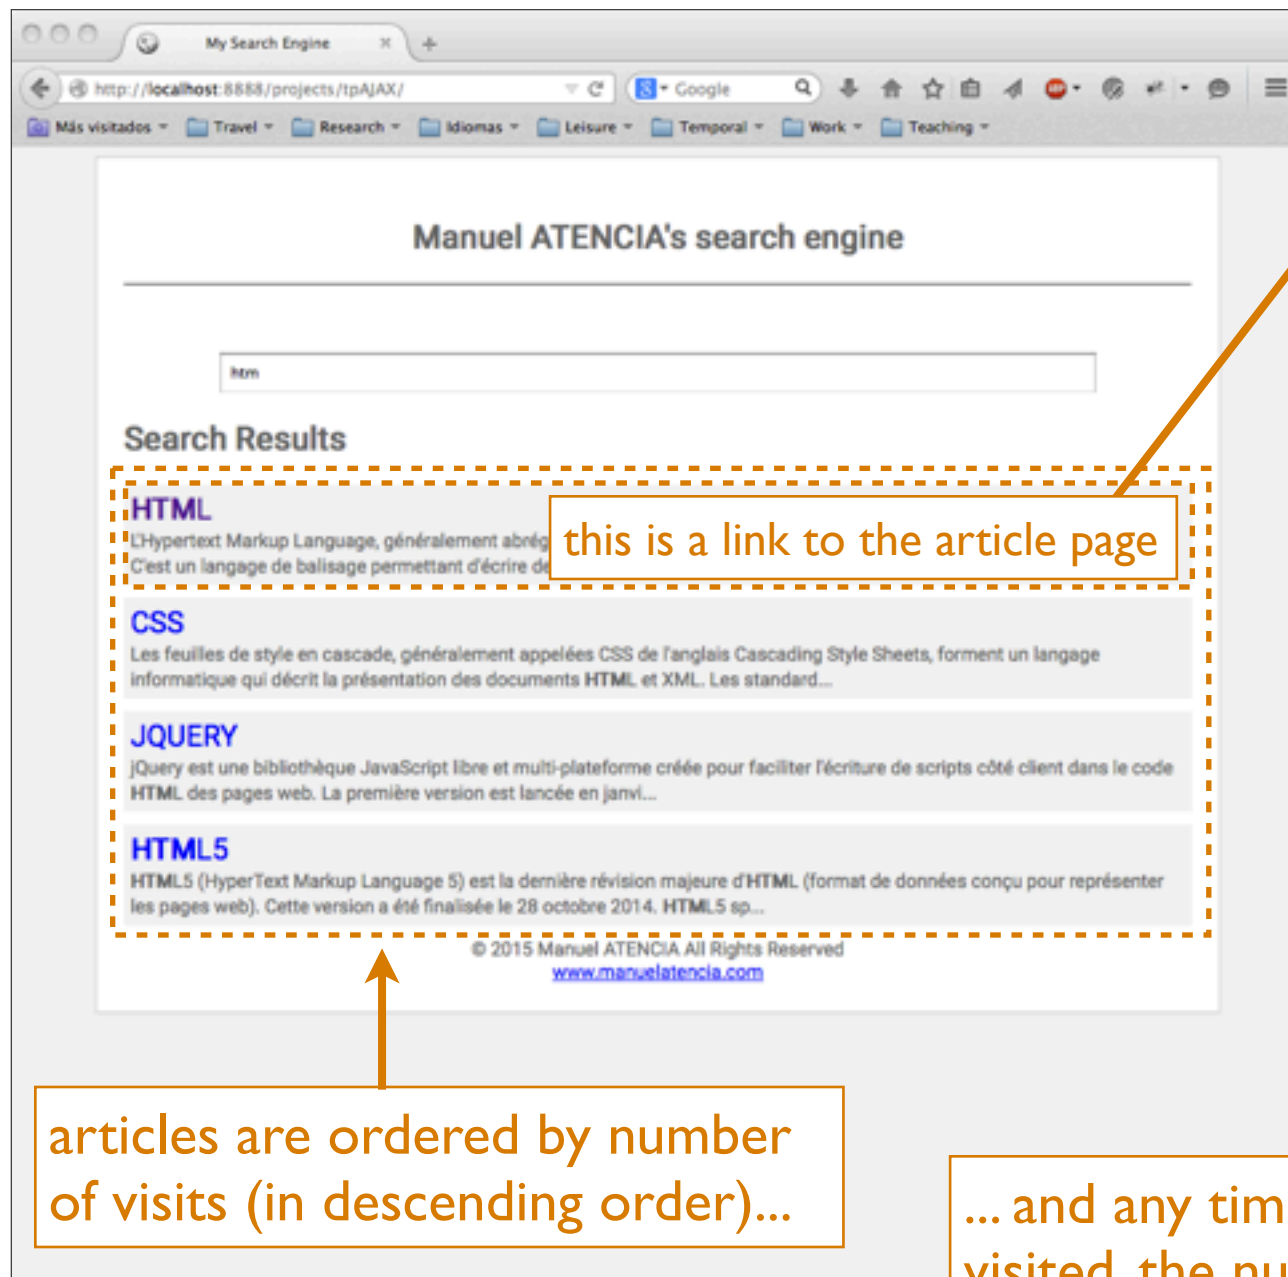 My Search Engine
http://localhost:8888/projects/tpAJAX/
Google
Más visitados Travel Research Idiomas Leisure Temporal Work Teaching
Manuel ATENCIA's search engine
htm
Search Results
HTML
L'Hypertext Markup Language, généralement abrég
C'est un langage de balisage permettant d'écrire de
this is a link to the article page
CSS
Les feuilles de style en cascade, généralement appelées CSS de l'anglais Cascading Style Sheets, forment un langage
informatique qui décrit la présentation des documents HTML et XML. Les standard...
JQUERY
jQuery est une bibliothèque JavaScript libre et multi-plateforme créée pour faciliter l'écriture de scripts côté client dans le code
HTML des pages web. La première version est lancée en janvi...
HTML5
HTML5 (HyperText Markup Language 5) est la dernière révision majeure d'HTML (format de données conçu pour représenter
les pages web). Cette version a été finalisée le 28 octobre 2014. HTML5 sp...
© 2015 Manuel ATENCIA All Rights Reserved
www.manuelatencia.com
articles are ordered by number
of visits (in descending order)...
... and any tim
visited, the nu